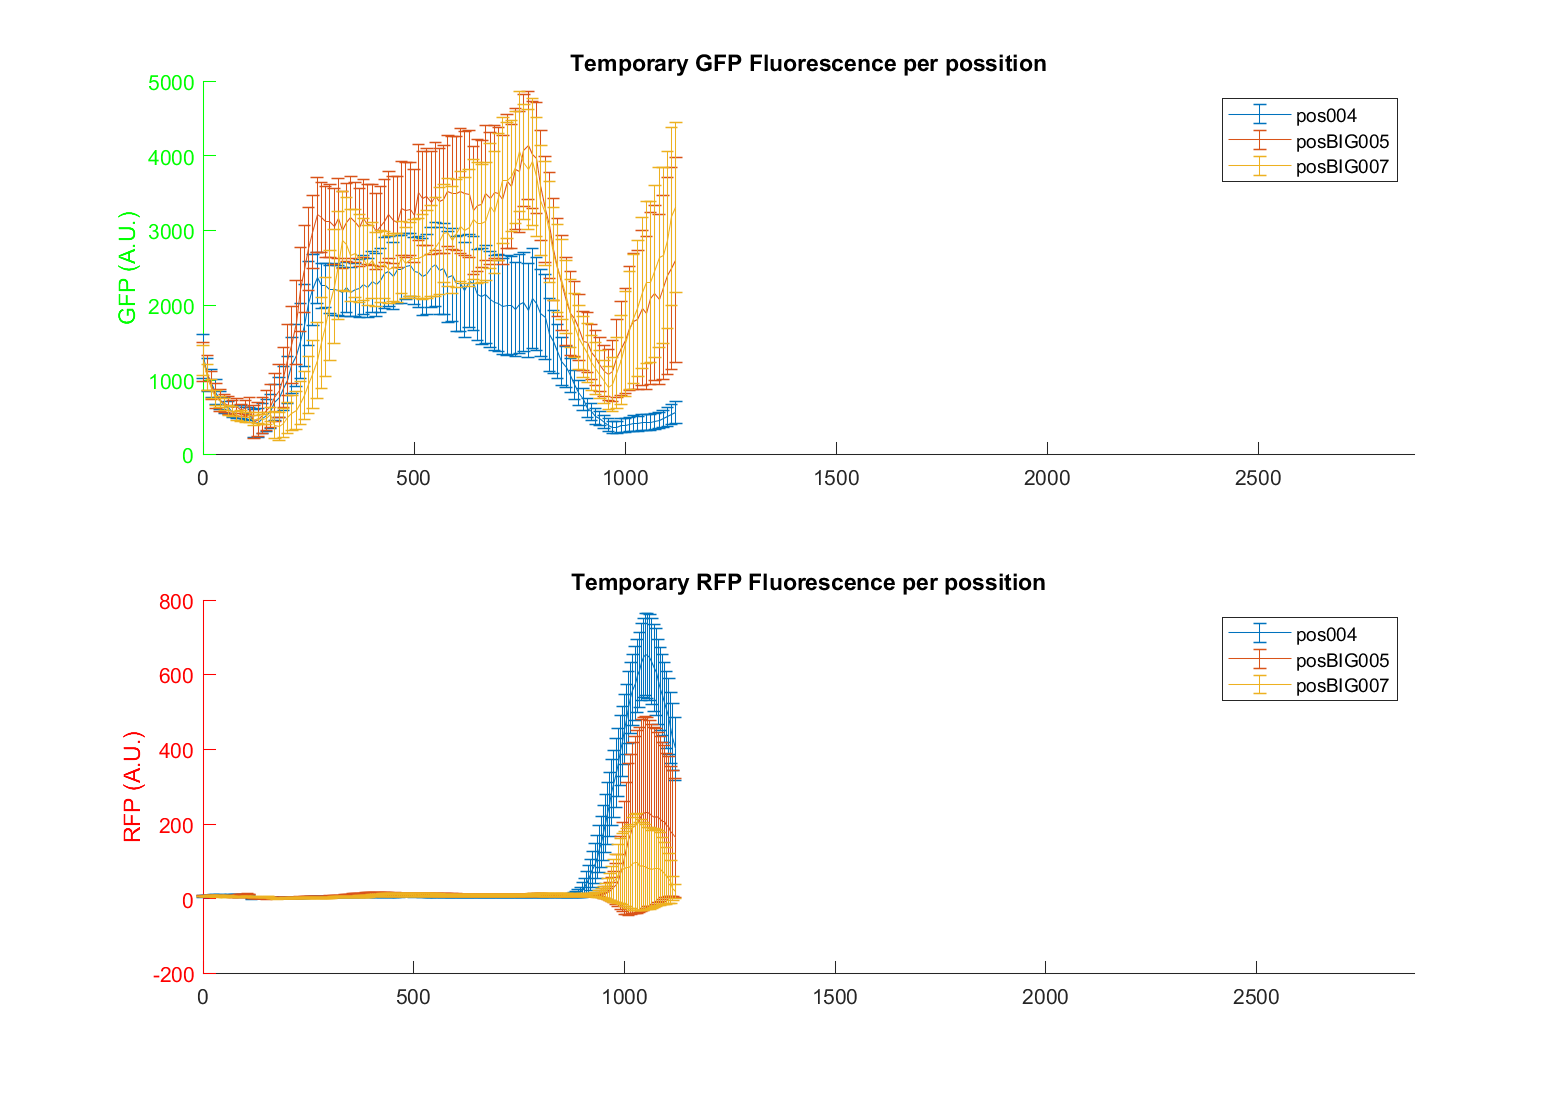 Temporary GFP Fluorescence per possition
5000
4000
3000
2000
1000
0
GFP (A.U.)
pos004
posBIG005
posBIG007
0 500 1000 1500 2000 2500
Temporary RFP Fluorescence per possition
800
600
400
200
0
-200
RFP (A.U.)
pos004
posBIG005
posBIG007
0 500 1000 1500 2000 2500